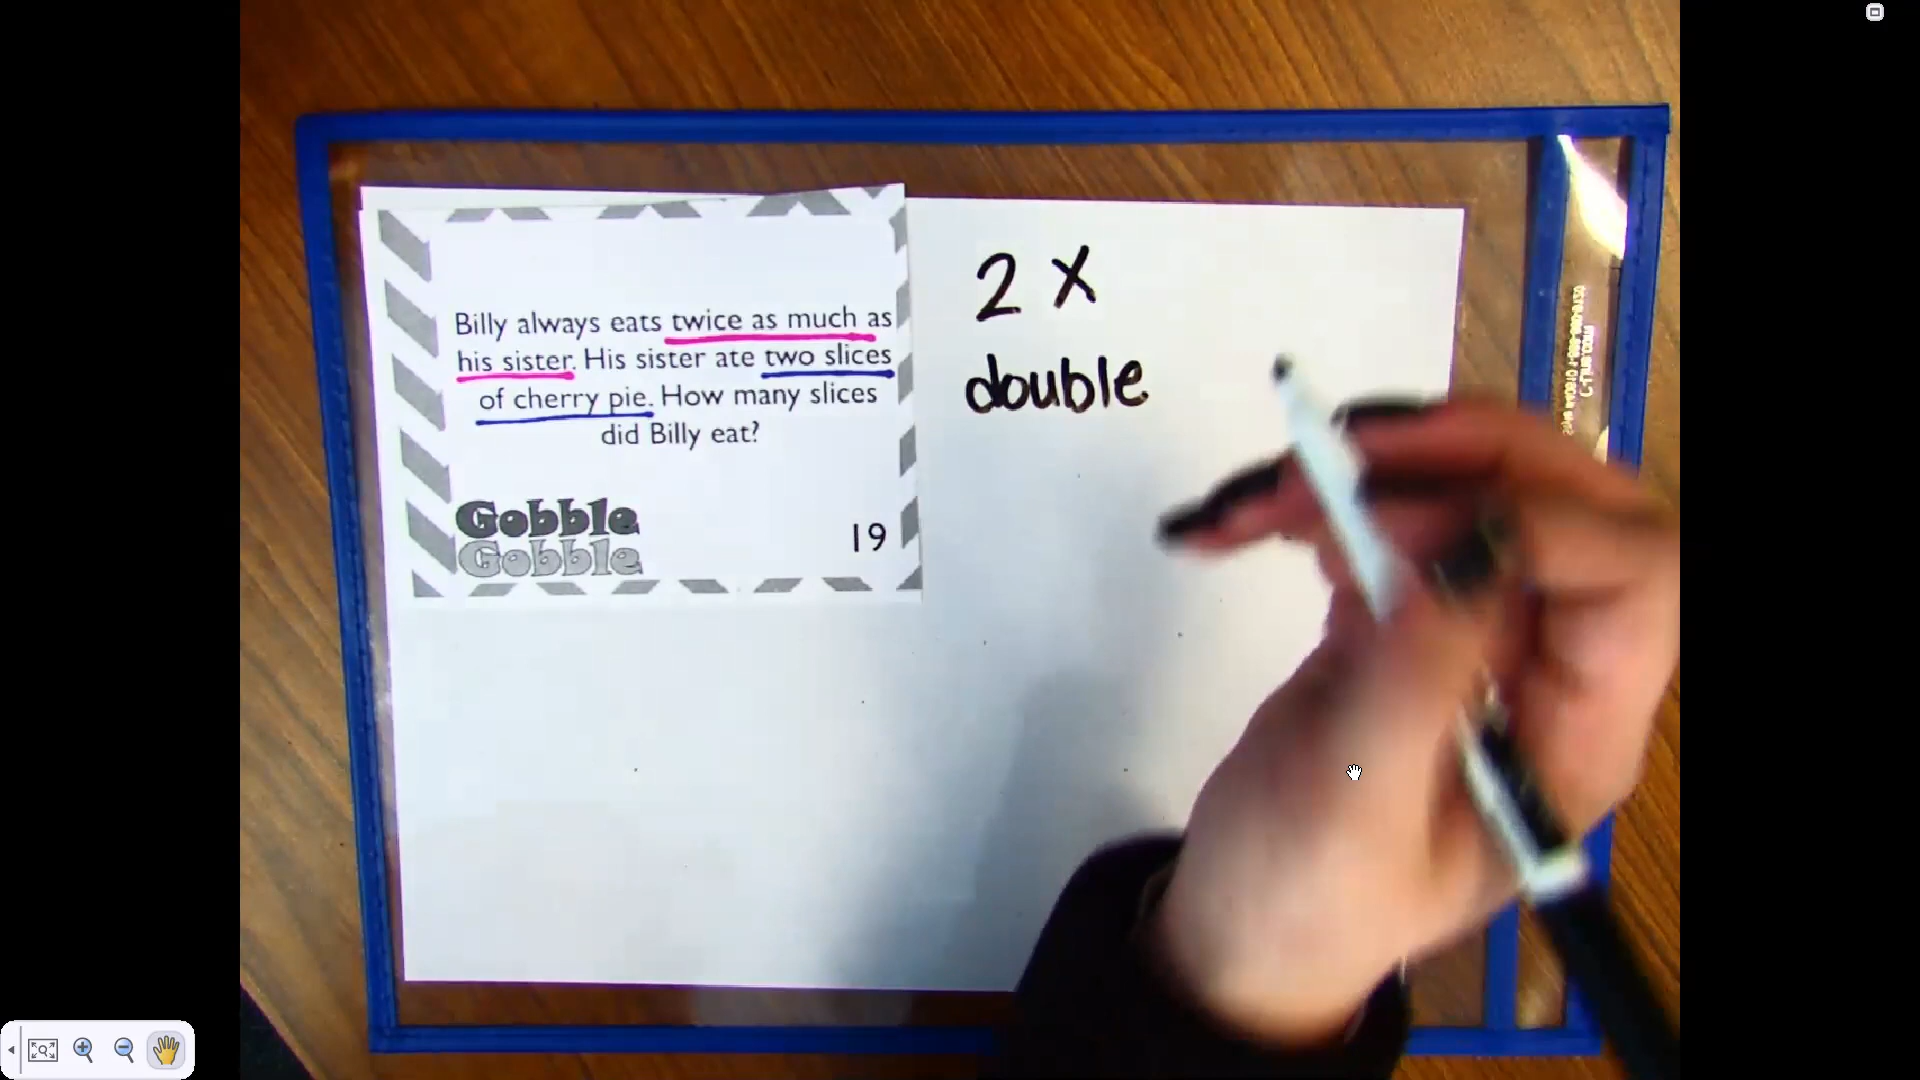 Billy always eats twice as much as
his sister. His sister ate two slices
of cherry pie. How many slices
did Billy eat?
Gobble
Gobble
19
2 x
double